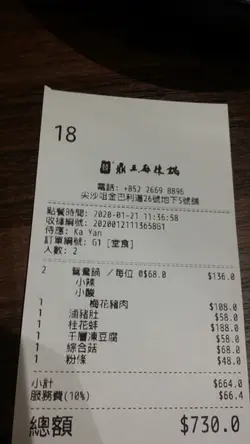 18
鼎王麻辣鍋
電話: +852 2669 8896
尖沙咀金巴利道26號地下5號舖
點餐時間: 2020-01-21 11:36:58
收據編號: 2020012111365861
侍應: Ka Yan
訂單編號: G1 [堂食]
人數: 2
2 鴛鴦鍋 / 每位 @$68.0 $136.0
小辣
小酸
1 梅花豬肉 $108.0
1 滷豬肚 $58.0
1 桂花蚌 $188.0
1 千層凍豆腐 $58.0
1 綜合菇 $68.0
1 粉條 $48.0
小計 $664.0
服務費(10%) $66.4
總額 $730.0